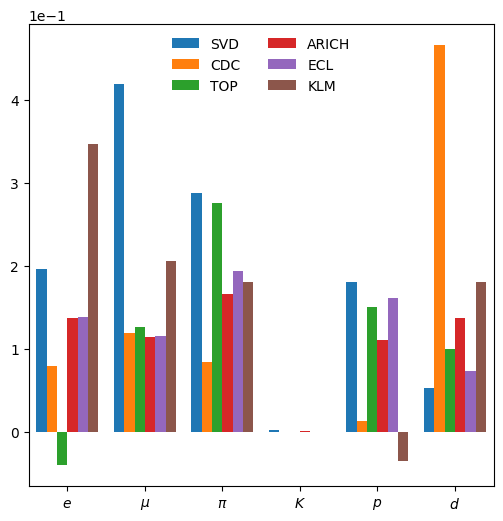 1e−1
SVD ARICH
CDC ECL
TOP KLM
4
3
2
1
0
e μ π K p d